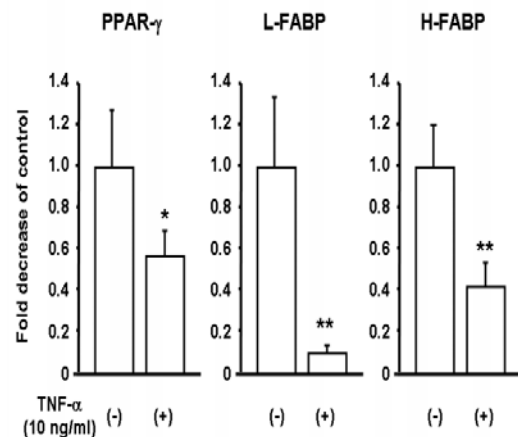 PPAR-γ L-FABP H-FABP
Fold decrease of control
1.4 1.4 1.4
1.2 1.2 1.2
1.0 1.0 1.0
0.8 0.8 0.8
* **
0.6 0.6 0.6
0.4 0.4 0.4
**
0.2 0.2 0.2
0 0 0
TNF-α
(10 ng/ml) (-) (+) (-) (+) (-) (+)